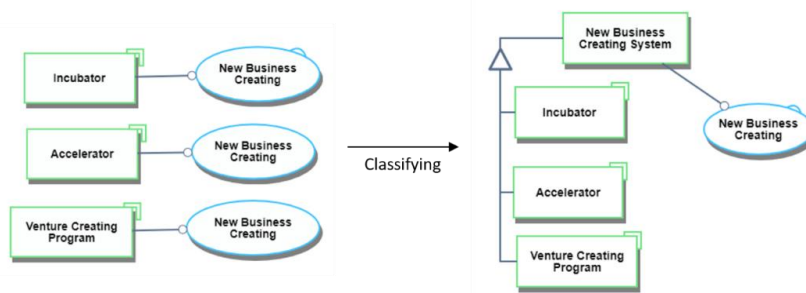 Incubator
New Business
Creating
Accelerator
New Business
Creating
Venture Creating
Program
New Business
Creating
Classifying
New Business
Creating System
Incubator
New Business
Creating
Accelerator
Venture Creating
Program